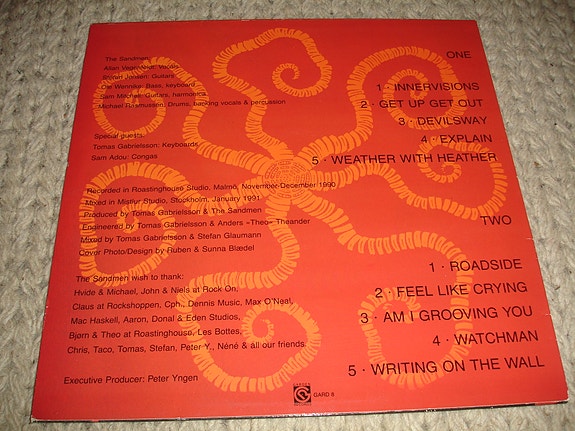 The Sandmen:
Allan Vegenfeldt: Vocals
Jensen: Guitars
Ole Wennike: Bass, keyboard
Sam Mitchell: Guitars, harmonica
Michael Rasmussen: Drums, backing vocals & percussion
Special guests:
Tomas Gabrielsson: Keyboards
Sam Adou: Congas
Recorded in Roastinghouse Studio, Malmö, November-December 1990
Mixed in Mistlur Studio, Stockholm, January 1991
Produced by Tomas Gabrielsson & The Sandmen
Engineered by Tomas Gabrielsson & Anders »Theo« Theander
Mixed by Tomas Gabrielsson & Stefan Glaumann
Cover Photo/Design by Ruben & Sunna Blædel
The Sandmen wish to thank:
Hvide & Michael, John & Niels at Rock On,
Claus at Rockshoppen, Cph., Dennis Music, Max O'Neal,
Mac Haskell, Aaron, Donal & Eden Studios,
Bjørn & Theo at Roastinghouse, Les Bottes,
Chris, Taco, Tomas, Stefan, Peter Y., Néné & all our friends
Executive Producer: Peter Yngen
ONE
1 · INNERVISIONS
2 · GET UP GET OUT
3 · DEVILSWAY
4 · EXPLAIN
5 · WEATHER WITH HEATHER
TWO
1 · ROADSIDE
2 · FEEL LIKE CRYING
3 · AM I GROOVING YOU
4 · WATCHMAN
5 · WRITING ON THE WALL
GARD 8